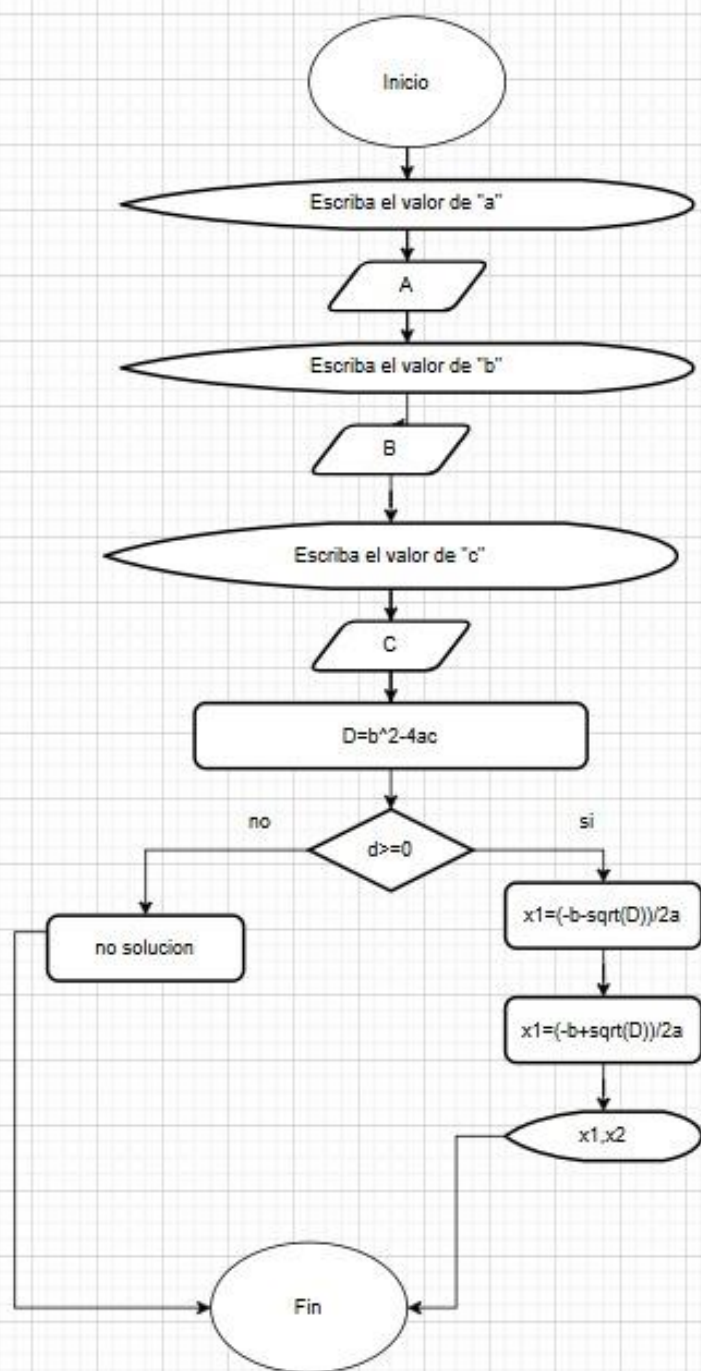 Inicio
Escriba el valor de "a"
A
Escriba el valor de "b"
B
Escriba el valor de "c"
C
D=b^2-4ac
no
si
d>=0
x1=(-b-sqrt(D))/2a
no solucion
x1=(-b+sqrt(D))/2a
x1,x2
Fin